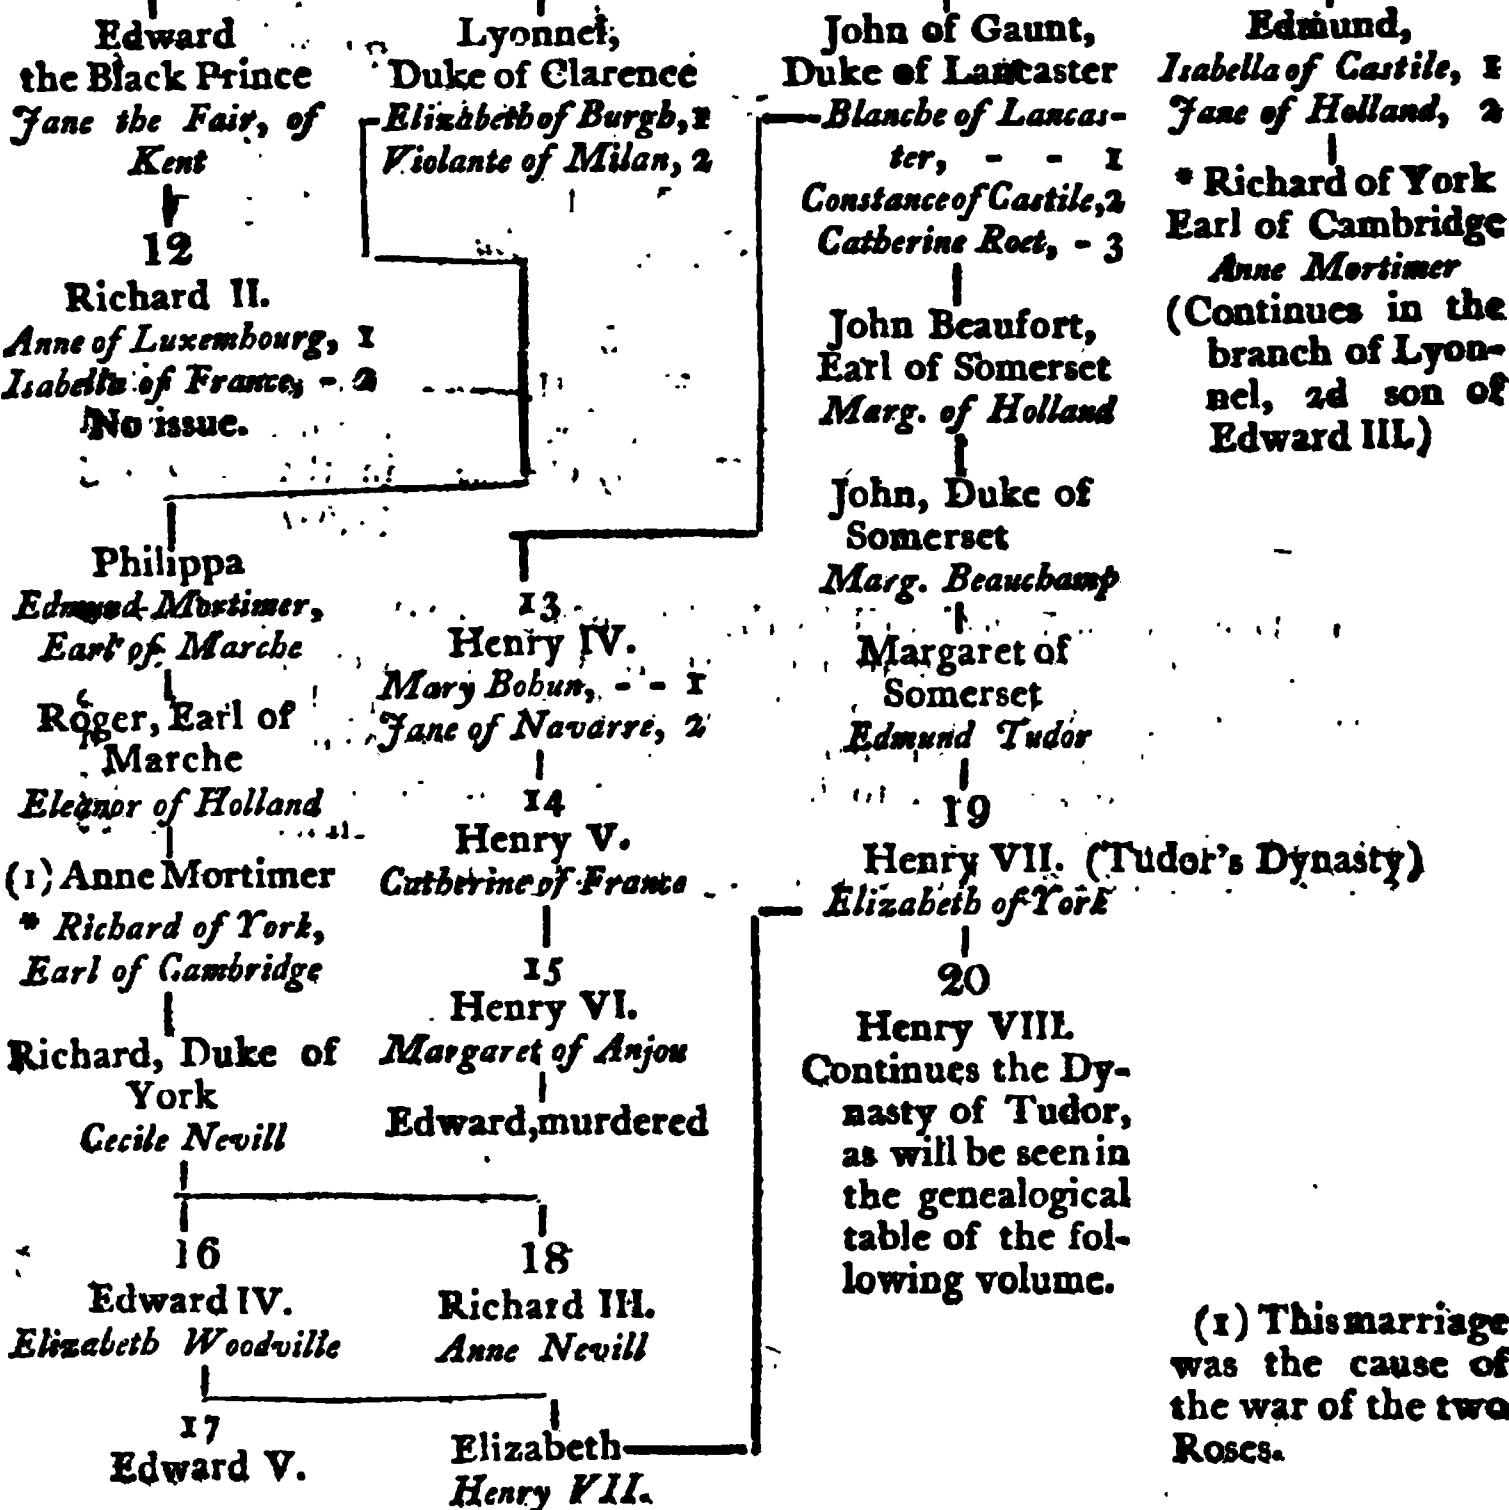 Edward
the Black Prince
Jane the Fair, of
Kent
12
Richard II.
Anne of Luxembourg, 1
Isabella of France, - 2
No issue.
Philippa
Edmund Mortimer,
Earl of Marche
Roger, Earl of
Marche
Eleanor of Holland
(1) Anne Mortimer
* Richard of York,
Earl of Cambridge
Richard, Duke of
York
Cecile Nevill
16
Edward IV.
Elizabeth Woodville
17
Edward V.
Lyonnel,
Duke of Clarence
Elizabeth of Burgh, 1
Violante of Milan, 2
13
Henry IV.
Mary Bohun, - - 1
Jane of Navarre, 2
14
Henry V.
Catherine of France
15
Henry VI.
Margaret of Anjou
Edward, murdered
18
Richard III.
Anne Nevill
Elizabeth
Henry VII.
John of Gaunt,
Duke of Lancaster
Blanche of Lancas-
ter, - - 1
Constance of Castile, 2
Catherine Roet, - 3
John Beaufort,
Earl of Somerset
Marg. of Holland
John, Duke of
Somerset
Marg. Beauchamp
Margaret of
Somerset
Edmund Tudor
19
Henry VII. (Tudor's Dynasty)
Elizabeth of York
20
Henry VIII.
Continues the Dy-
nasty of Tudor,
as will be seen in
the genealogical
table of the fol-
lowing volume.
Edmund,
Isabella of Castile, 1
Jane of Holland, 2
* Richard of York
Earl of Cambridge
Anne Mortimer
(Continues in the
branch of Lyon-
nel, 2d son of
Edward III.)
(1) This marriage
was the cause of
the war of the two
Roses.